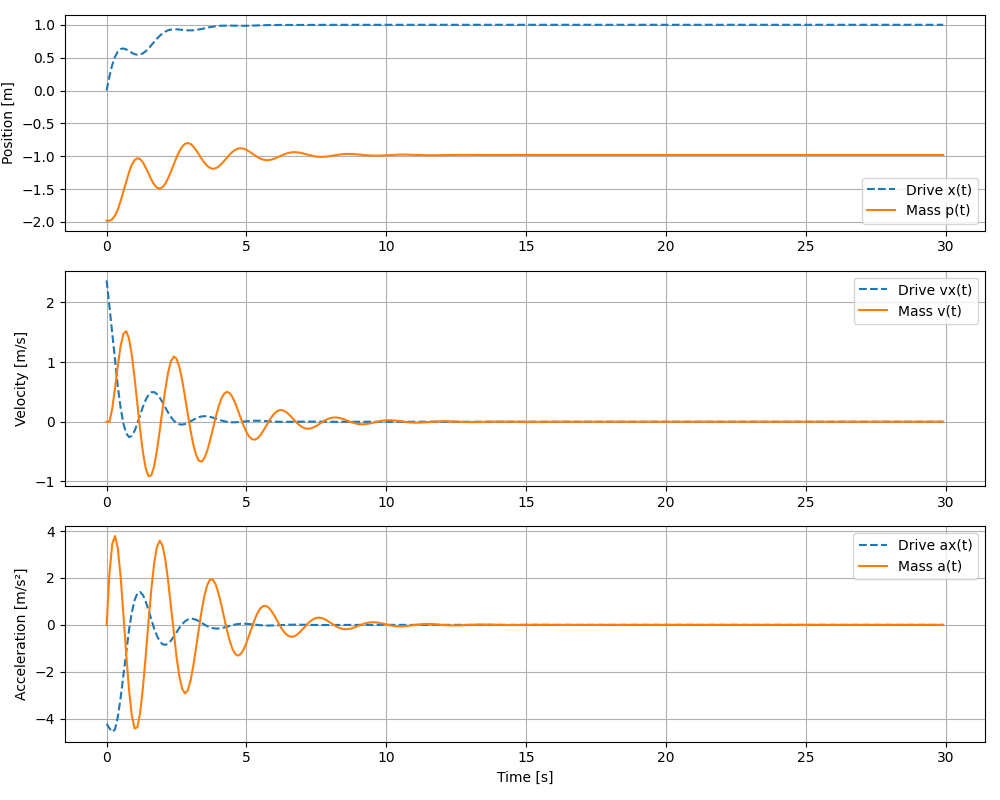 1.0
0.5
0.0
−0.5
−1.0
−1.5
−2.0
Position [m]
Drive x(t)
Mass p(t)
0 5 10 15 20 25 30
2
1
0
−1
Velocity [m/s]
Drive vx(t)
Mass v(t)
0 5 10 15 20 25 30
4
2
0
−2
−4
Acceleration [m/s²]
Drive ax(t)
Mass a(t)
0 5 10 15 20 25 30
Time [s]